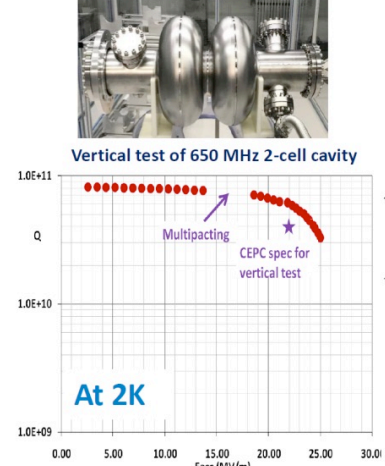 Vertical test of 650 MHz 2-cell cavity
1.0E+11
Q
Multipacting
CEPC spec for
vertical test
1.0E+10
At 2K
1.0E+09
0.00 5.00 10.00 15.00 20.00 25.00 30.00
(MV/m)